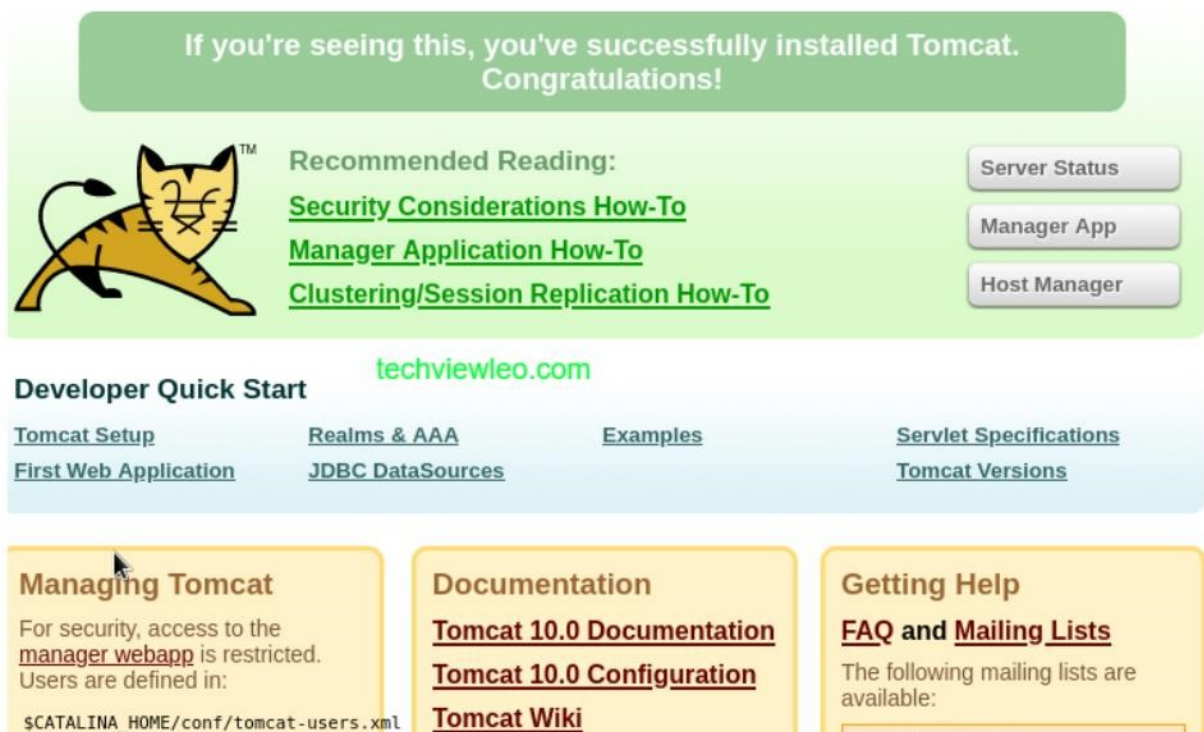 If you're seeing this, you've successfully installed Tomcat.
Congratulations!
TM
Recommended Reading:
Security Considerations How-To
Manager Application How-To
Clustering/Session Replication How-To
Server Status
Manager App
Host Manager
techviewleo.com
Developer Quick Start
Tomcat Setup
Realms & AAA
Examples
Servlet Specifications
First Web Application
JDBC DataSources
Tomcat Versions
Managing Tomcat
For security, access to the
manager webapp is restricted.
Users are defined in:
$CATALINA_HOME/conf/tomcat-users.xml
Documentation
Tomcat 10.0 Documentation
Tomcat 10.0 Configuration
Tomcat Wiki
Getting Help
FAQ and Mailing Lists
The following mailing lists are
available: